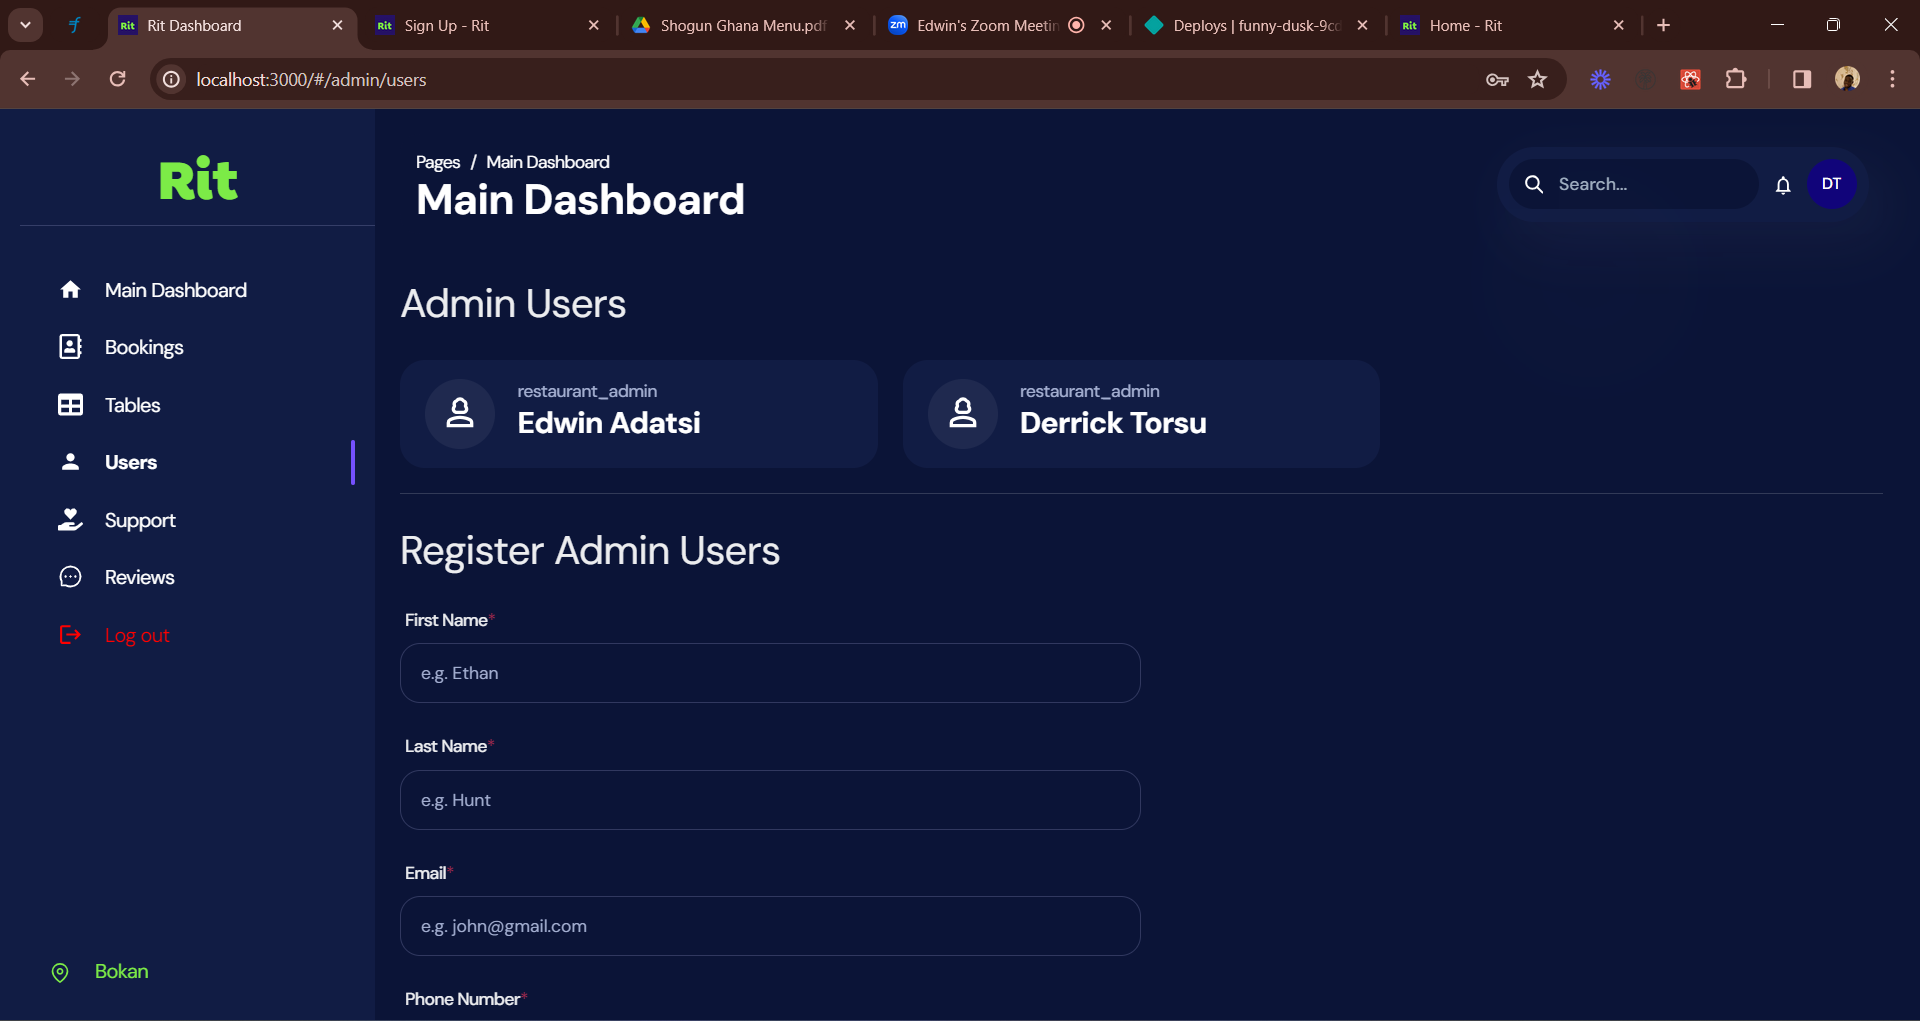 Rit Dashboard
Sign Up - Rit
Shogun Ghana Menu.pdf
Edwin's Zoom Meetin
Deploys | funny-dusk-9cd
Home - Rit
localhost:3000/#/admin/users
Rit
Main Dashboard
Bookings
Tables
Users
Support
Reviews
Log out
Bokan
Pages / Main Dashboard
Main Dashboard
Search...
DT
Admin Users
restaurant_admin
Edwin Adatsi
restaurant_admin
Derrick Torsu
Register Admin Users
First Name*
e.g. Ethan
Last Name*
e.g. Hunt
Email*
e.g. john@gmail.com
Phone Number*